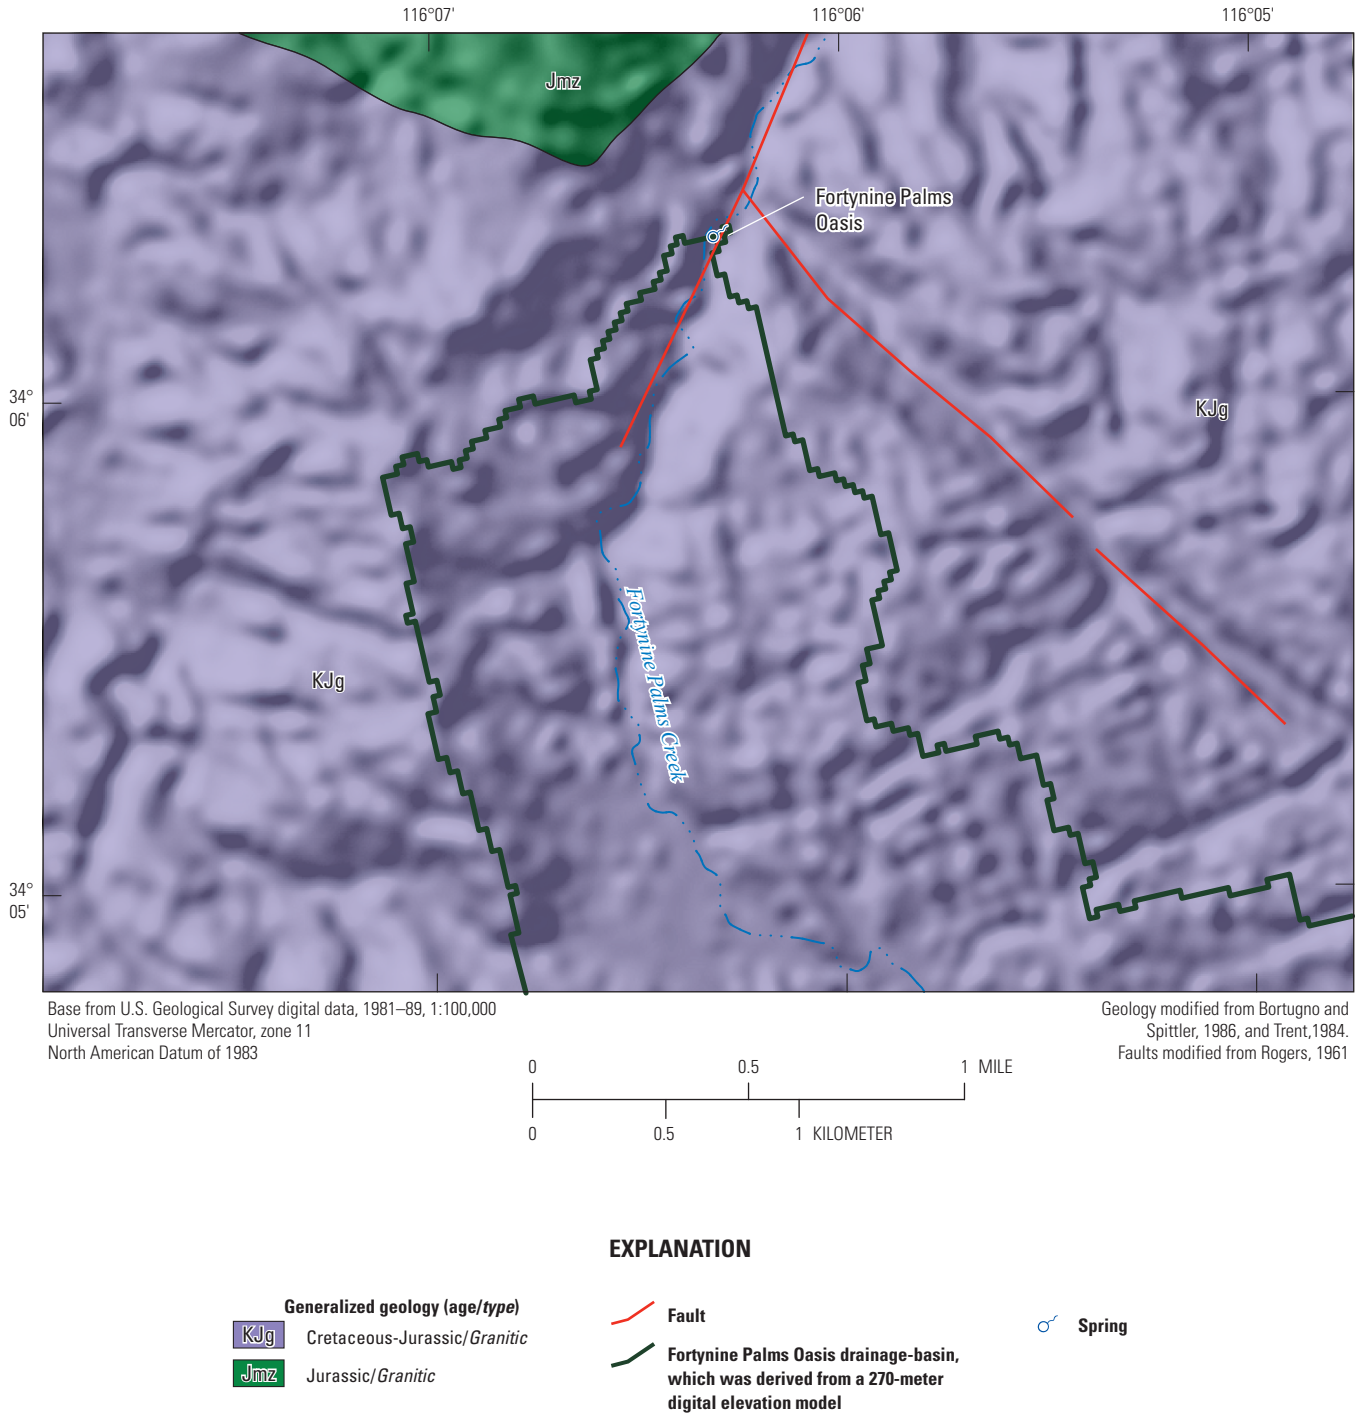 116°07'
116°06'
116°05'
Jmz
Fortynine Palms
Oasis
34°
06'
KJg
Fortynine Palms Creek
KJg
34°
05'
Base from U.S. Geological Survey digital data, 1981–89, 1:100,000
Universal Transverse Mercator, zone 11
North American Datum of 1983
Geology modified from Bortugno and
Spittler, 1986, and Trent,1984.
Faults modified from Rogers, 1961
0 0.5 1 MILE
0 0.5 1 KILOMETER
EXPLANATION
Generalized geology (age/type)
KJg Cretaceous-Jurassic/Granitic
Jmz Jurassic/Granitic
Fault
Fortynine Palms Oasis drainage-basin,
which was derived from a 270-meter
digital elevation model
Spring